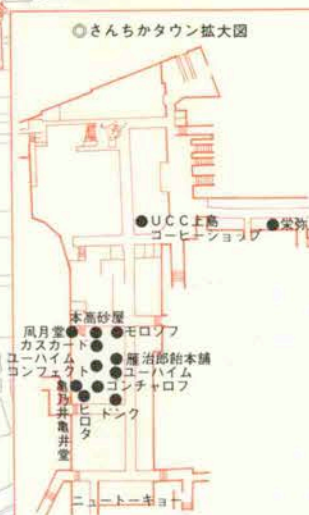 ◎さんちかタウン拡大図
●UCC上島
コーヒーショップ
●栄弥
本高砂屋
風月堂
モロゾフ
カスカード
ユーハイム
コンフェクト
雁治郎飴本舗
ユーハイム
コンチャロフ
亀乃井亀井堂
ヒロタ
ドンク
ニュートーキョー